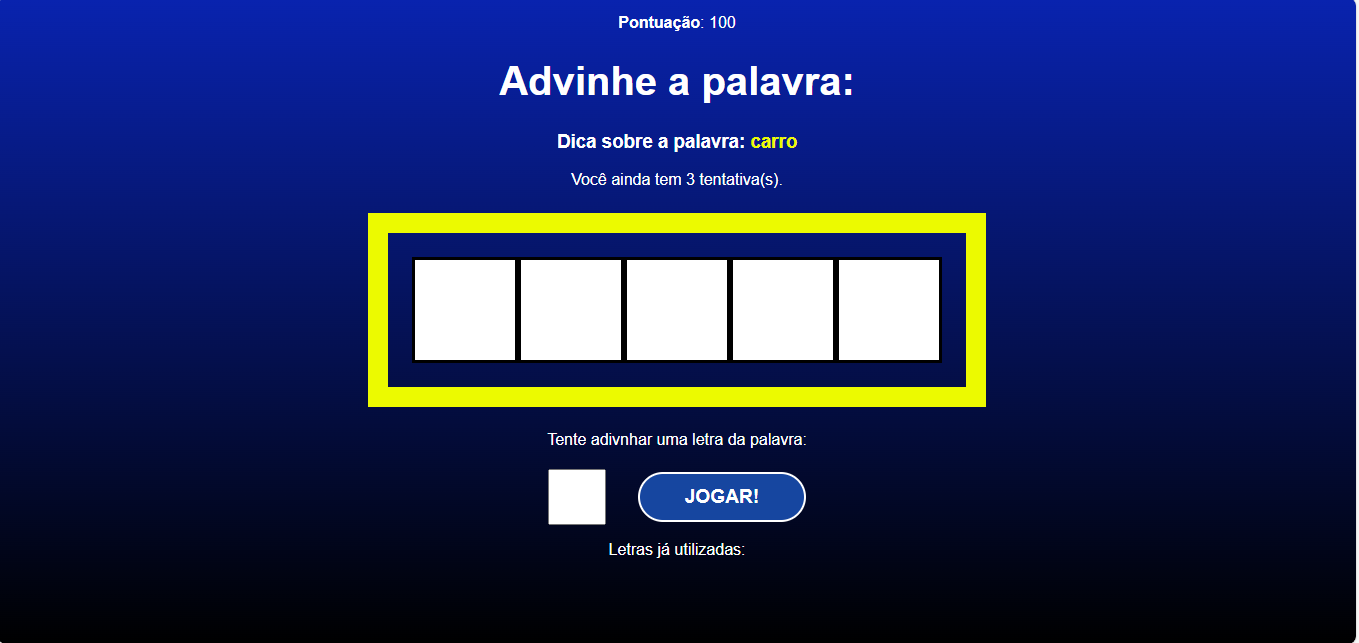 Pontuação: 100
Advinhe a palavra:
Dica sobre a palavra: carro
Você ainda tem 3 tentativa(s).
Tente adivnhar uma letra da palavra:
JOGAR!
Letras já utilizadas: